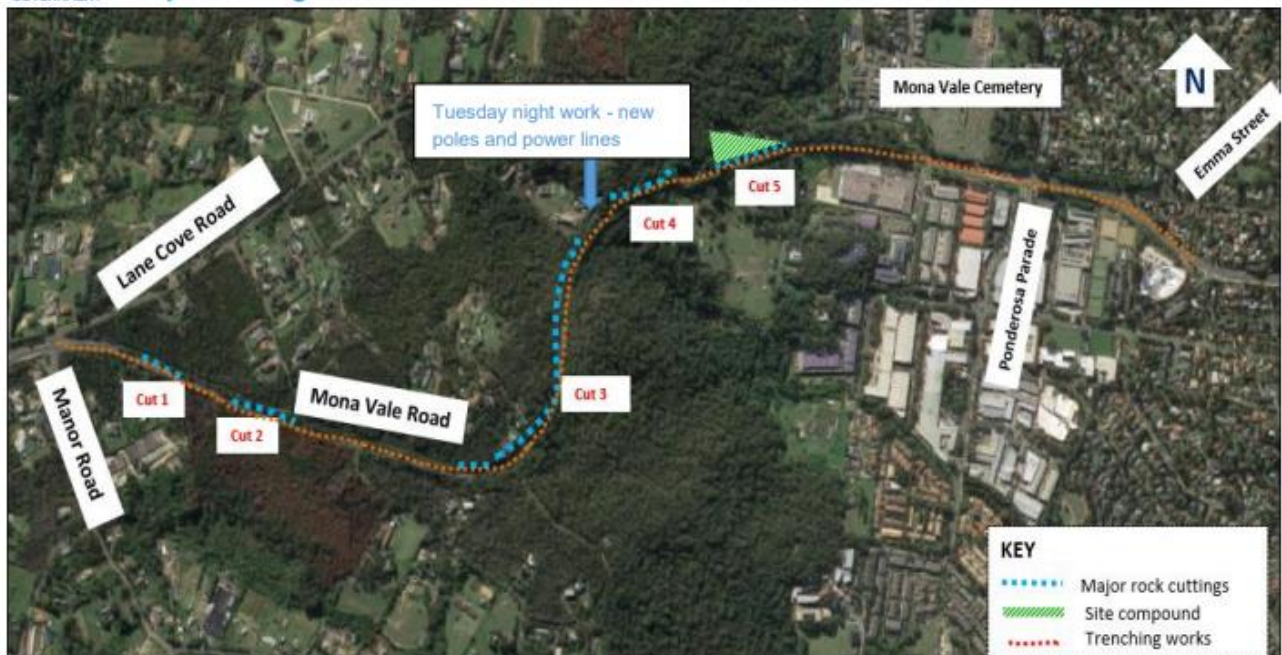 Mona Vale Cemetery
N
Emma Street
Tuesday night work - new
poles and power lines
Lane Cove Road
Cut 5
Cut 4
Ponderosa Parade
Manor Road
Cut 1
Cut 2
Mona Vale Road
Cut 3
KEY
Major rock cuttings
Site compound
Trenching works